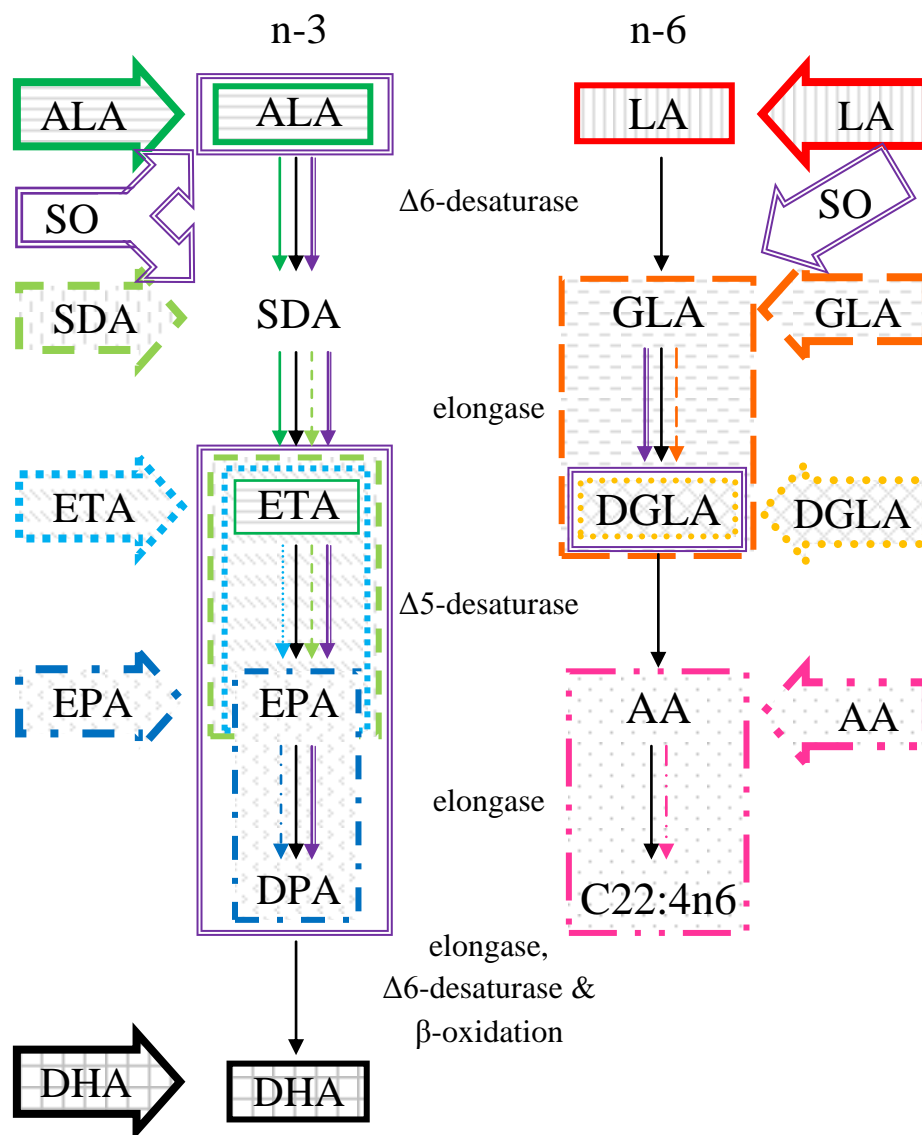 n-3 n-6
ALA ALA LA LA
Δ6-desaturase
SO SO
SDA SDA GLA GLA
elongase
ETA ETA DGLA DGLA
Δ5-desaturase
EPA EPA AA AA
elongase
DPA C22:4n6
elongase,
Δ6-desaturase &
β-oxidation
DHA DHA